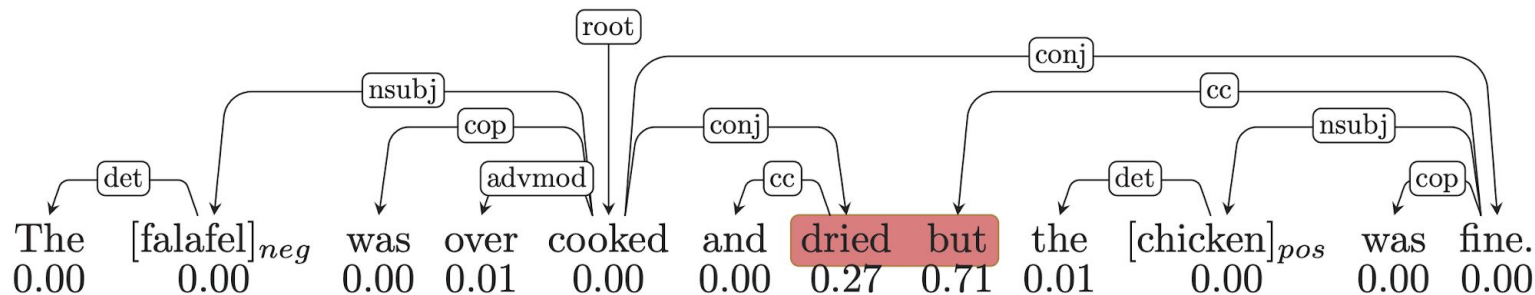 root
conj
nsubj
cc
cop
conj
nsubj
det
advmod
cc
det
cop
The [falafel]neg was over cooked and dried but the [chicken]pos was fine.
0.00 0.00 0.00 0.01 0.00 0.00 0.27 0.71 0.01 0.00 0.00 0.00